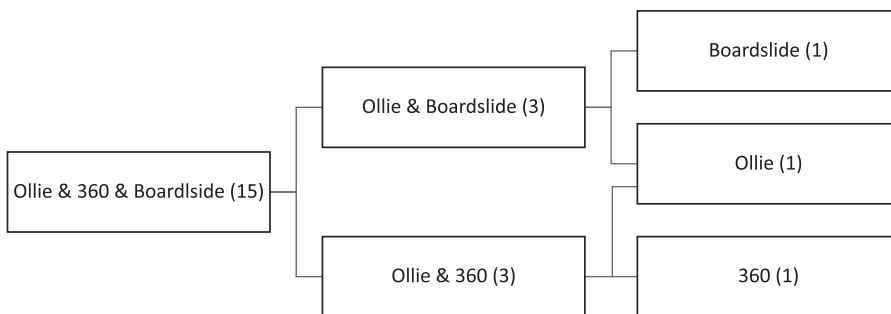 Boardslide (1)
Ollie & Boardslide (3)
Ollie (1)
Ollie & 360 & Boardlside (15)
Ollie & 360 (3)
360 (1)